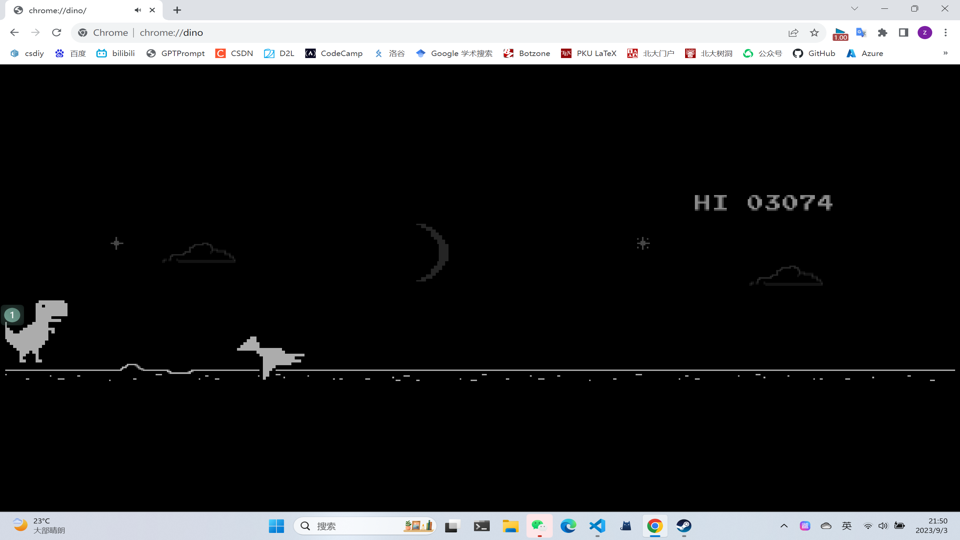 chrome://dino/
Chrome | chrome://dino
1.00
z
csdiy 百度 bilibili GPTPrompt CSDN D2L CodeCamp 洛谷 Google 学术搜索 Botzone PKU LaTeX 北大门户 北大树洞 公众号 GitHub Azure »
HI 03074
1
23°C
大部晴朗
搜索
英
21:50
2023/9/3